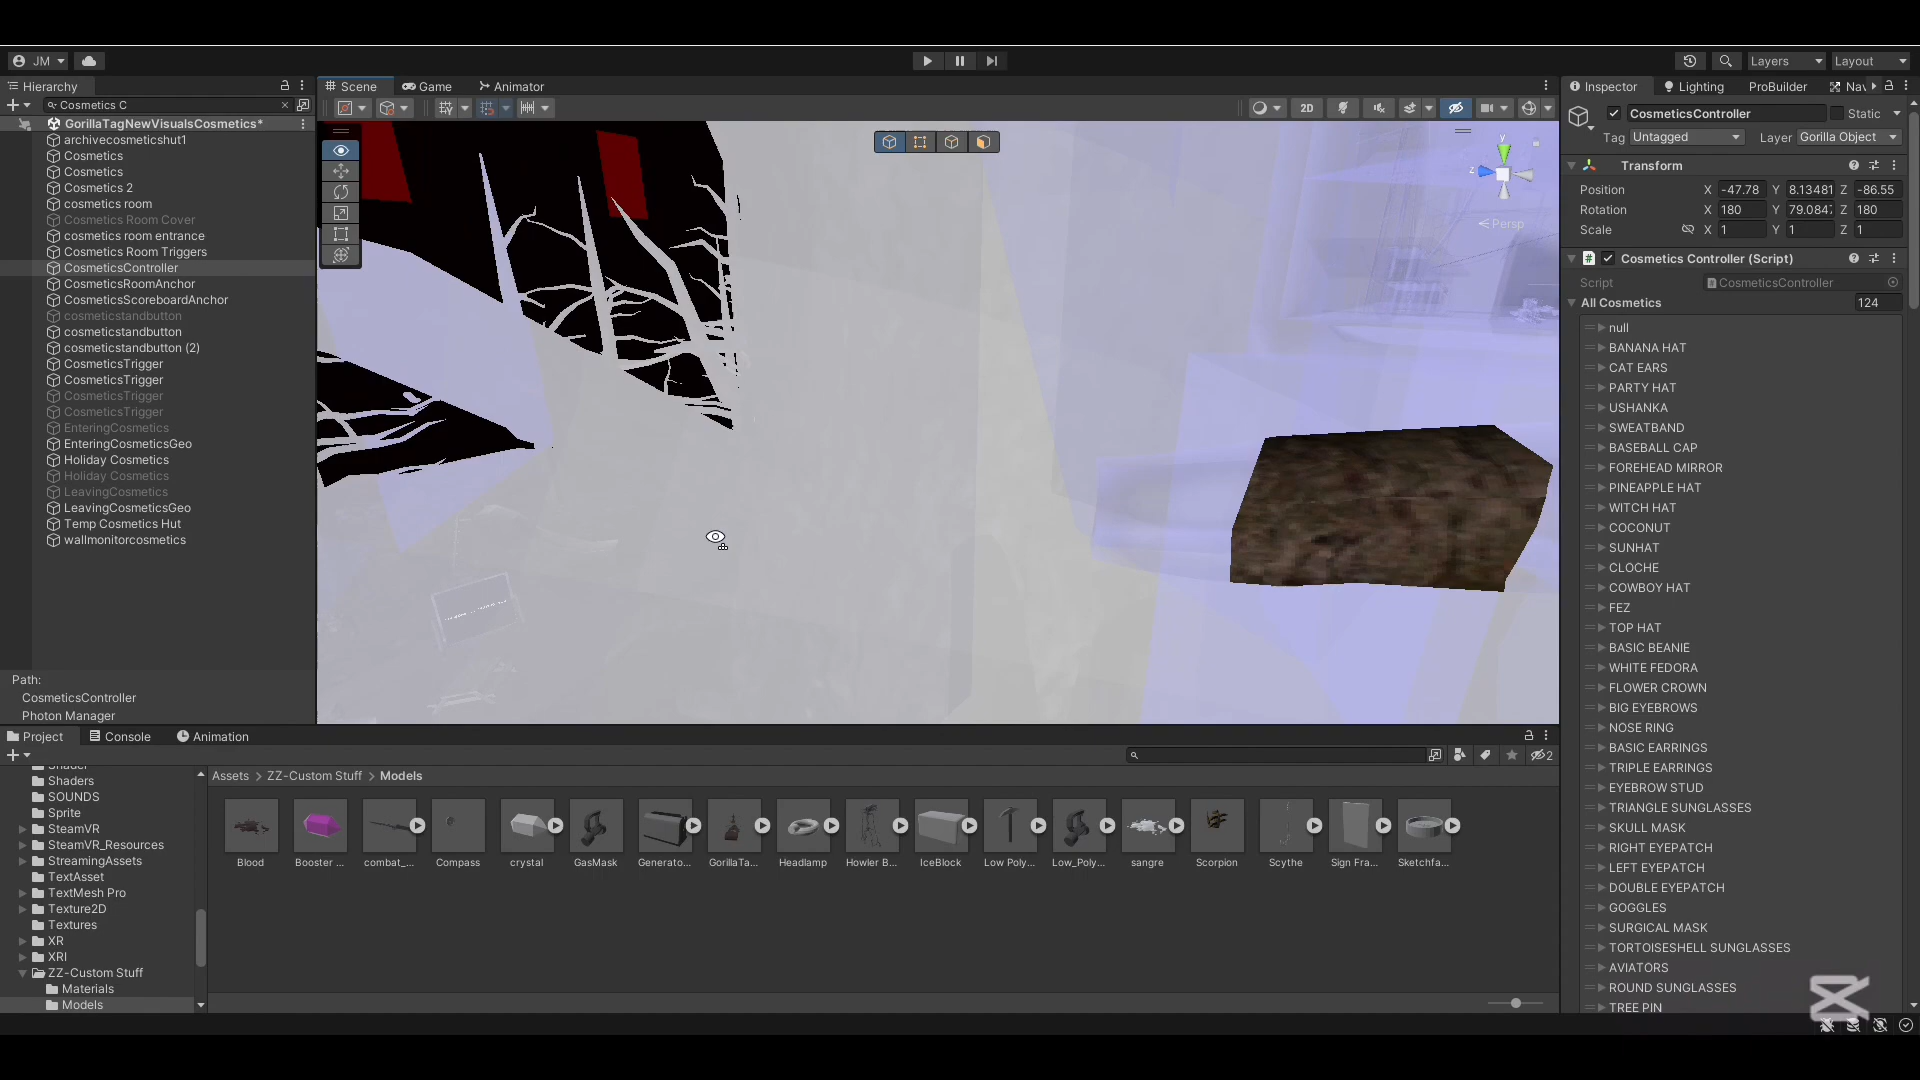 JM
Layers
Layout
Hierarchy
Scene
Game
Animator
Inspector
Lighting
ProBuilder
Nav
Cosmetics C
2D
CosmeticsController
Static
Tag Untagged
Layer Gorilla Object
GorillaTagNewVisualsCosmetics*
archivecosmeticshut1
Cosmetics
Cosmetics
Cosmetics 2
cosmetics room
Cosmetics Room Cover
cosmetics room entrance
Cosmetics Room Triggers
CosmeticsController
CosmeticsRoomAnchor
CosmeticsScoreboardAnchor
cosmeticstandbutton
cosmeticstandbutton
cosmeticstandbutton (2)
CosmeticsTrigger
CosmeticsTrigger
CosmeticsTrigger
CosmeticsTrigger
EnteringCosmetics
EnteringCosmeticsGeo
Holiday Cosmetics
Holiday Cosmetics
LeavingCosmetics
LeavingCosmeticsGeo
Temp Cosmetics Hut
wallmonitorcosmetics
Path:
CosmeticsController
Photon Manager
y
z
Persp
Transform
Position X -47.78 Y 8.13481 Z -86.55
Rotation X 180 Y 79.0847 Z 180
Scale X 1 Y 1 Z 1
Cosmetics Controller (Script)
Script CosmeticsController
All Cosmetics 124
null
BANANA HAT
CAT EARS
PARTY HAT
USHANKA
SWEATBAND
BASEBALL CAP
FOREHEAD MIRROR
PINEAPPLE HAT
WITCH HAT
COCONUT
SUNHAT
CLOCHE
COWBOY HAT
FEZ
TOP HAT
BASIC BEANIE
WHITE FEDORA
FLOWER CROWN
BIG EYEBROWS
NOSE RING
BASIC EARRINGS
TRIPLE EARRINGS
EYEBROW STUD
TRIANGLE SUNGLASSES
SKULL MASK
RIGHT EYEPATCH
LEFT EYEPATCH
DOUBLE EYEPATCH
GOGGLES
SURGICAL MASK
TORTOISESHELL SUNGLASSES
AVIATORS
ROUND SUNGLASSES
TREE PIN
Project
Console
Animation
2
Shader
Shaders
SOUNDS
Sprite
SteamVR
SteamVR_Resources
StreamingAssets
TextAsset
TextMesh Pro
Texture2D
Textures
XR
XRI
ZZ-Custom Stuff
Materials
Models
Assets > ZZ-Custom Stuff > Models
Blood
Booster ...
combat_...
Compass
crystal
GasMask
Generato...
GorillaTa...
Headlamp
Howler B...
IceBlock
Low Poly...
Low_Poly...
sangre
Scorpion
Scythe
Sign Fra...
Sketchfa...